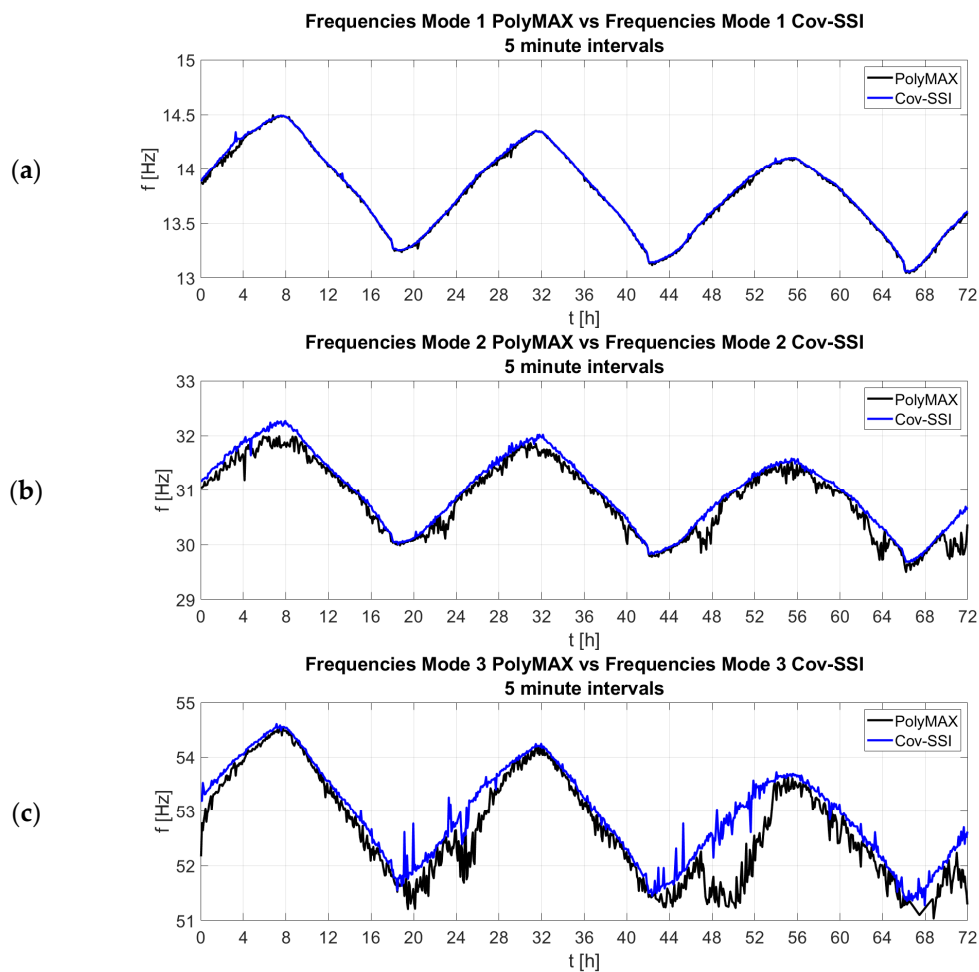 Frequencies Mode 1 PolyMAX vs Frequencies Mode 1 Cov-SSI
5 minute intervals
15
14.5
14
13.5
13
f [Hz]
(a)
PolyMAX
Cov-SSI
0 4 8 12 16 20 24 28 32 36 40 44 48 52 56 60 64 68 72
t [h]
Frequencies Mode 2 PolyMAX vs Frequencies Mode 2 Cov-SSI
5 minute intervals
33
32
31
30
29
f [Hz]
(b)
PolyMAX
Cov-SSI
0 4 8 12 16 20 24 28 32 36 40 44 48 52 56 60 64 68 72
t [h]
Frequencies Mode 3 PolyMAX vs Frequencies Mode 3 Cov-SSI
5 minute intervals
55
54
53
52
51
f [Hz]
(c)
PolyMAX
Cov-SSI
0 4 8 12 16 20 24 28 32 36 40 44 48 52 56 60 64 68 72
t [h]